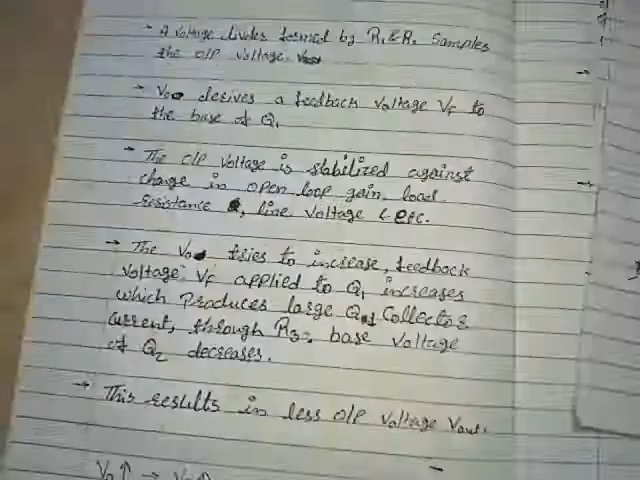 → A voltage divider formed by R₁ & R₂ samples
the O/P voltage.
→ Vo derives a feedback voltage VF to
the base of Q₁
→ The O/P voltage is stabilized against
change in open loop gain, load
resistance, line voltage & etc.
→ The Vo tries to increase, feedback
voltage VF applied to Q₁ increases
which produces large Q₁ Collector
current, through R₃, base voltage
of Q₂ decreases.
→ This results in less O/P voltage Vout.
Vo↑ →